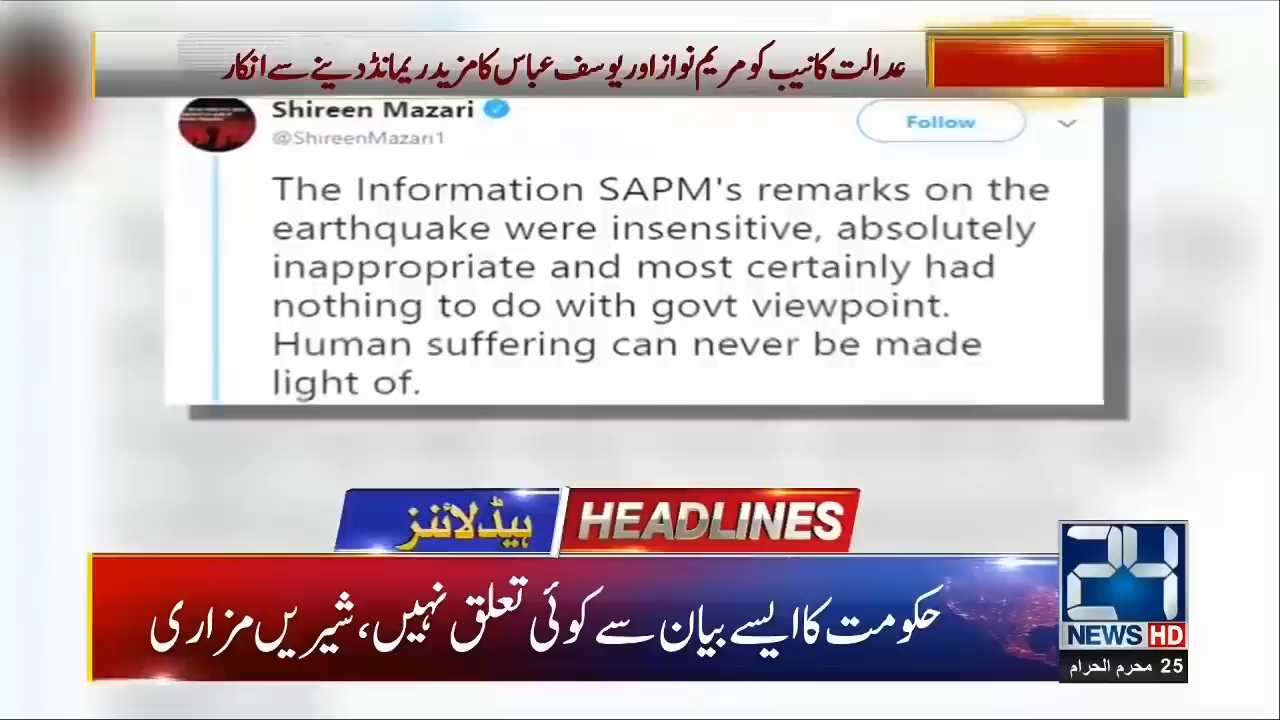 عدالت کا نیب کو مریم نواز اور یوسف عباس کا مزید ریمانڈ دینے سے انکار
Shireen Mazari
@ShireenMazari1
Follow
The Information SAPM's remarks on the
earthquake were insensitive, absolutely
inappropriate and most certainly had
nothing to do with govt viewpoint.
Human suffering can never be made
light of.
ہیڈلائنز
HEADLINES
حکومت کا ایسے بیان سے کوئی تعلق نہیں، شیریں مزاری
24
NEWS HD
25 محرم الحرام